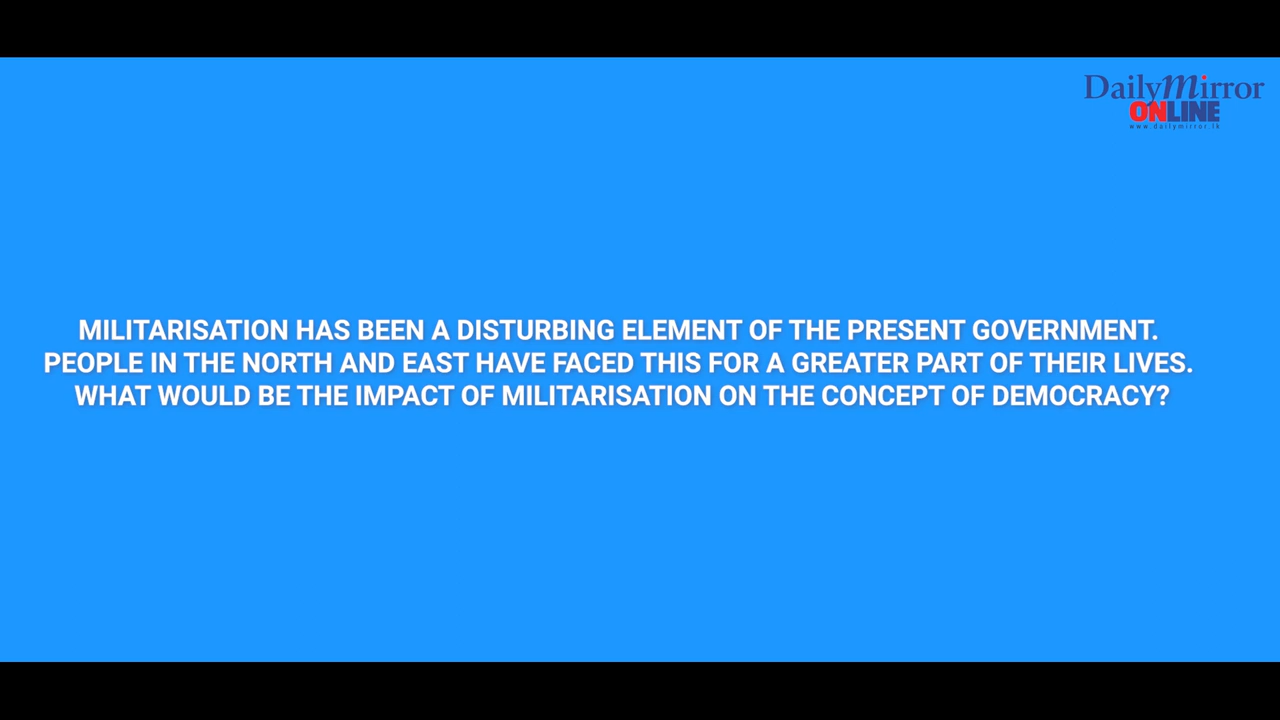 DailyMirror
ONLINE
www.dailymirror.lk
MILITARISATION HAS BEEN A DISTURBING ELEMENT OF THE PRESENT GOVERNMENT.
PEOPLE IN THE NORTH AND EAST HAVE FACED THIS FOR A GREATER PART OF THEIR LIVES.
WHAT WOULD BE THE IMPACT OF MILITARISATION ON THE CONCEPT OF DEMOCRACY?